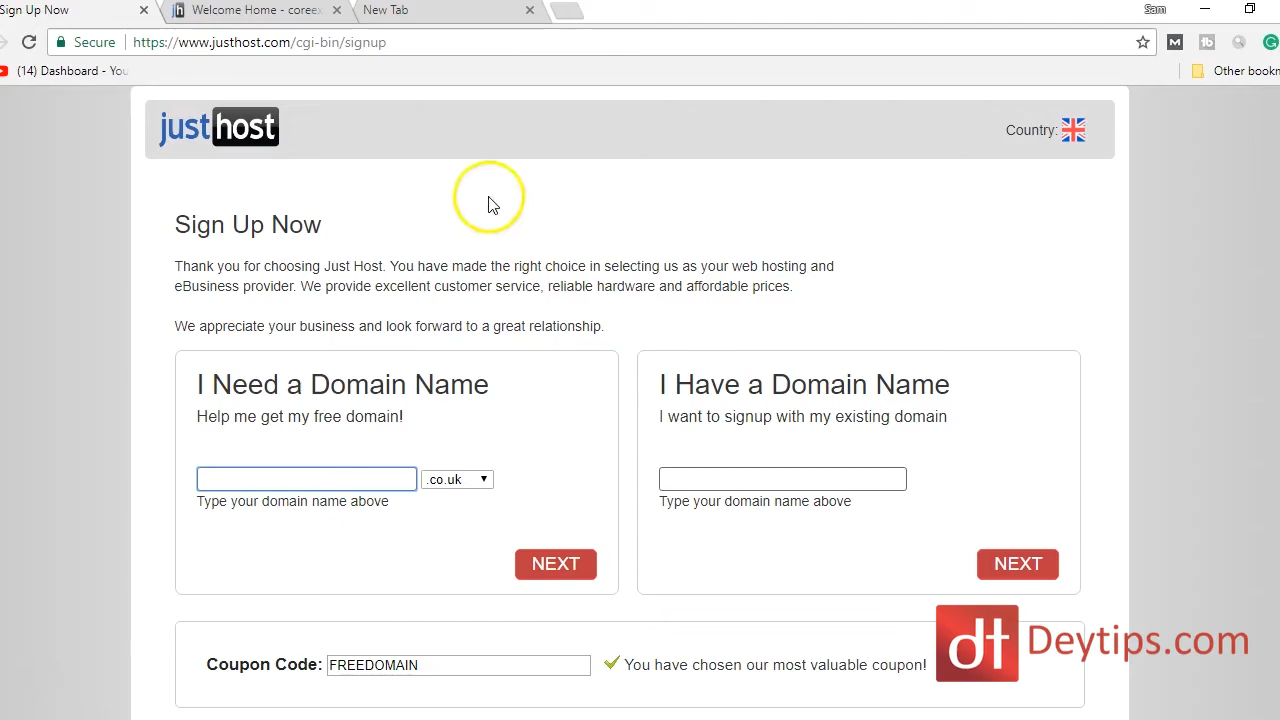 Sign Up Now
Welcome Home - coree
New Tab
Sam
Secure
https://www.justhost.com/cgi-bin/signup
M
tb
(14) Dashboard - You
Other bookm
justhost
Country:
Sign Up Now
Thank you for choosing Just Host. You have made the right choice in selecting us as your web hosting and
eBusiness provider. We provide excellent customer service, reliable hardware and affordable prices.
We appreciate your business and look forward to a great relationship.
I Need a Domain Name
Help me get my free domain!
.co.uk
Type your domain name above
NEXT
I Have a Domain Name
I want to signup with my existing domain
Type your domain name above
NEXT
Coupon Code: FREEDOMAIN
You have chosen our most valuable coupon!
dt Deytips.com